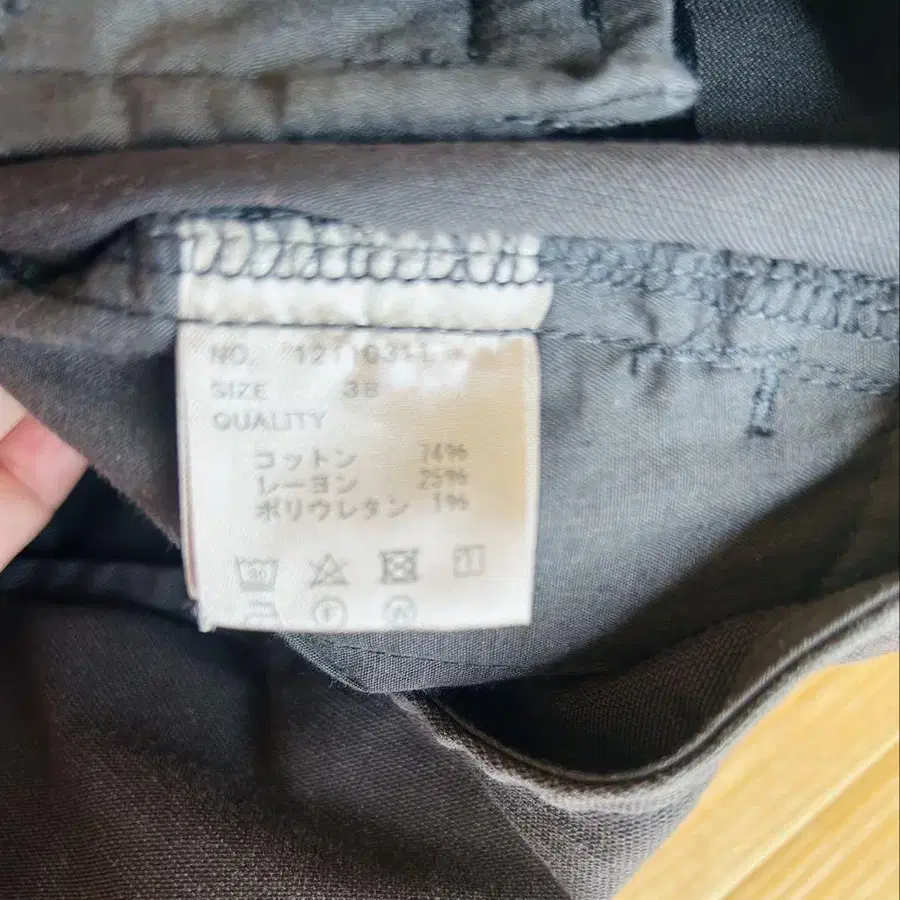 NO.
SIZE 38
QUALITY
コットン 74%
レーヨン 25%
ポリウレタン 1%
30